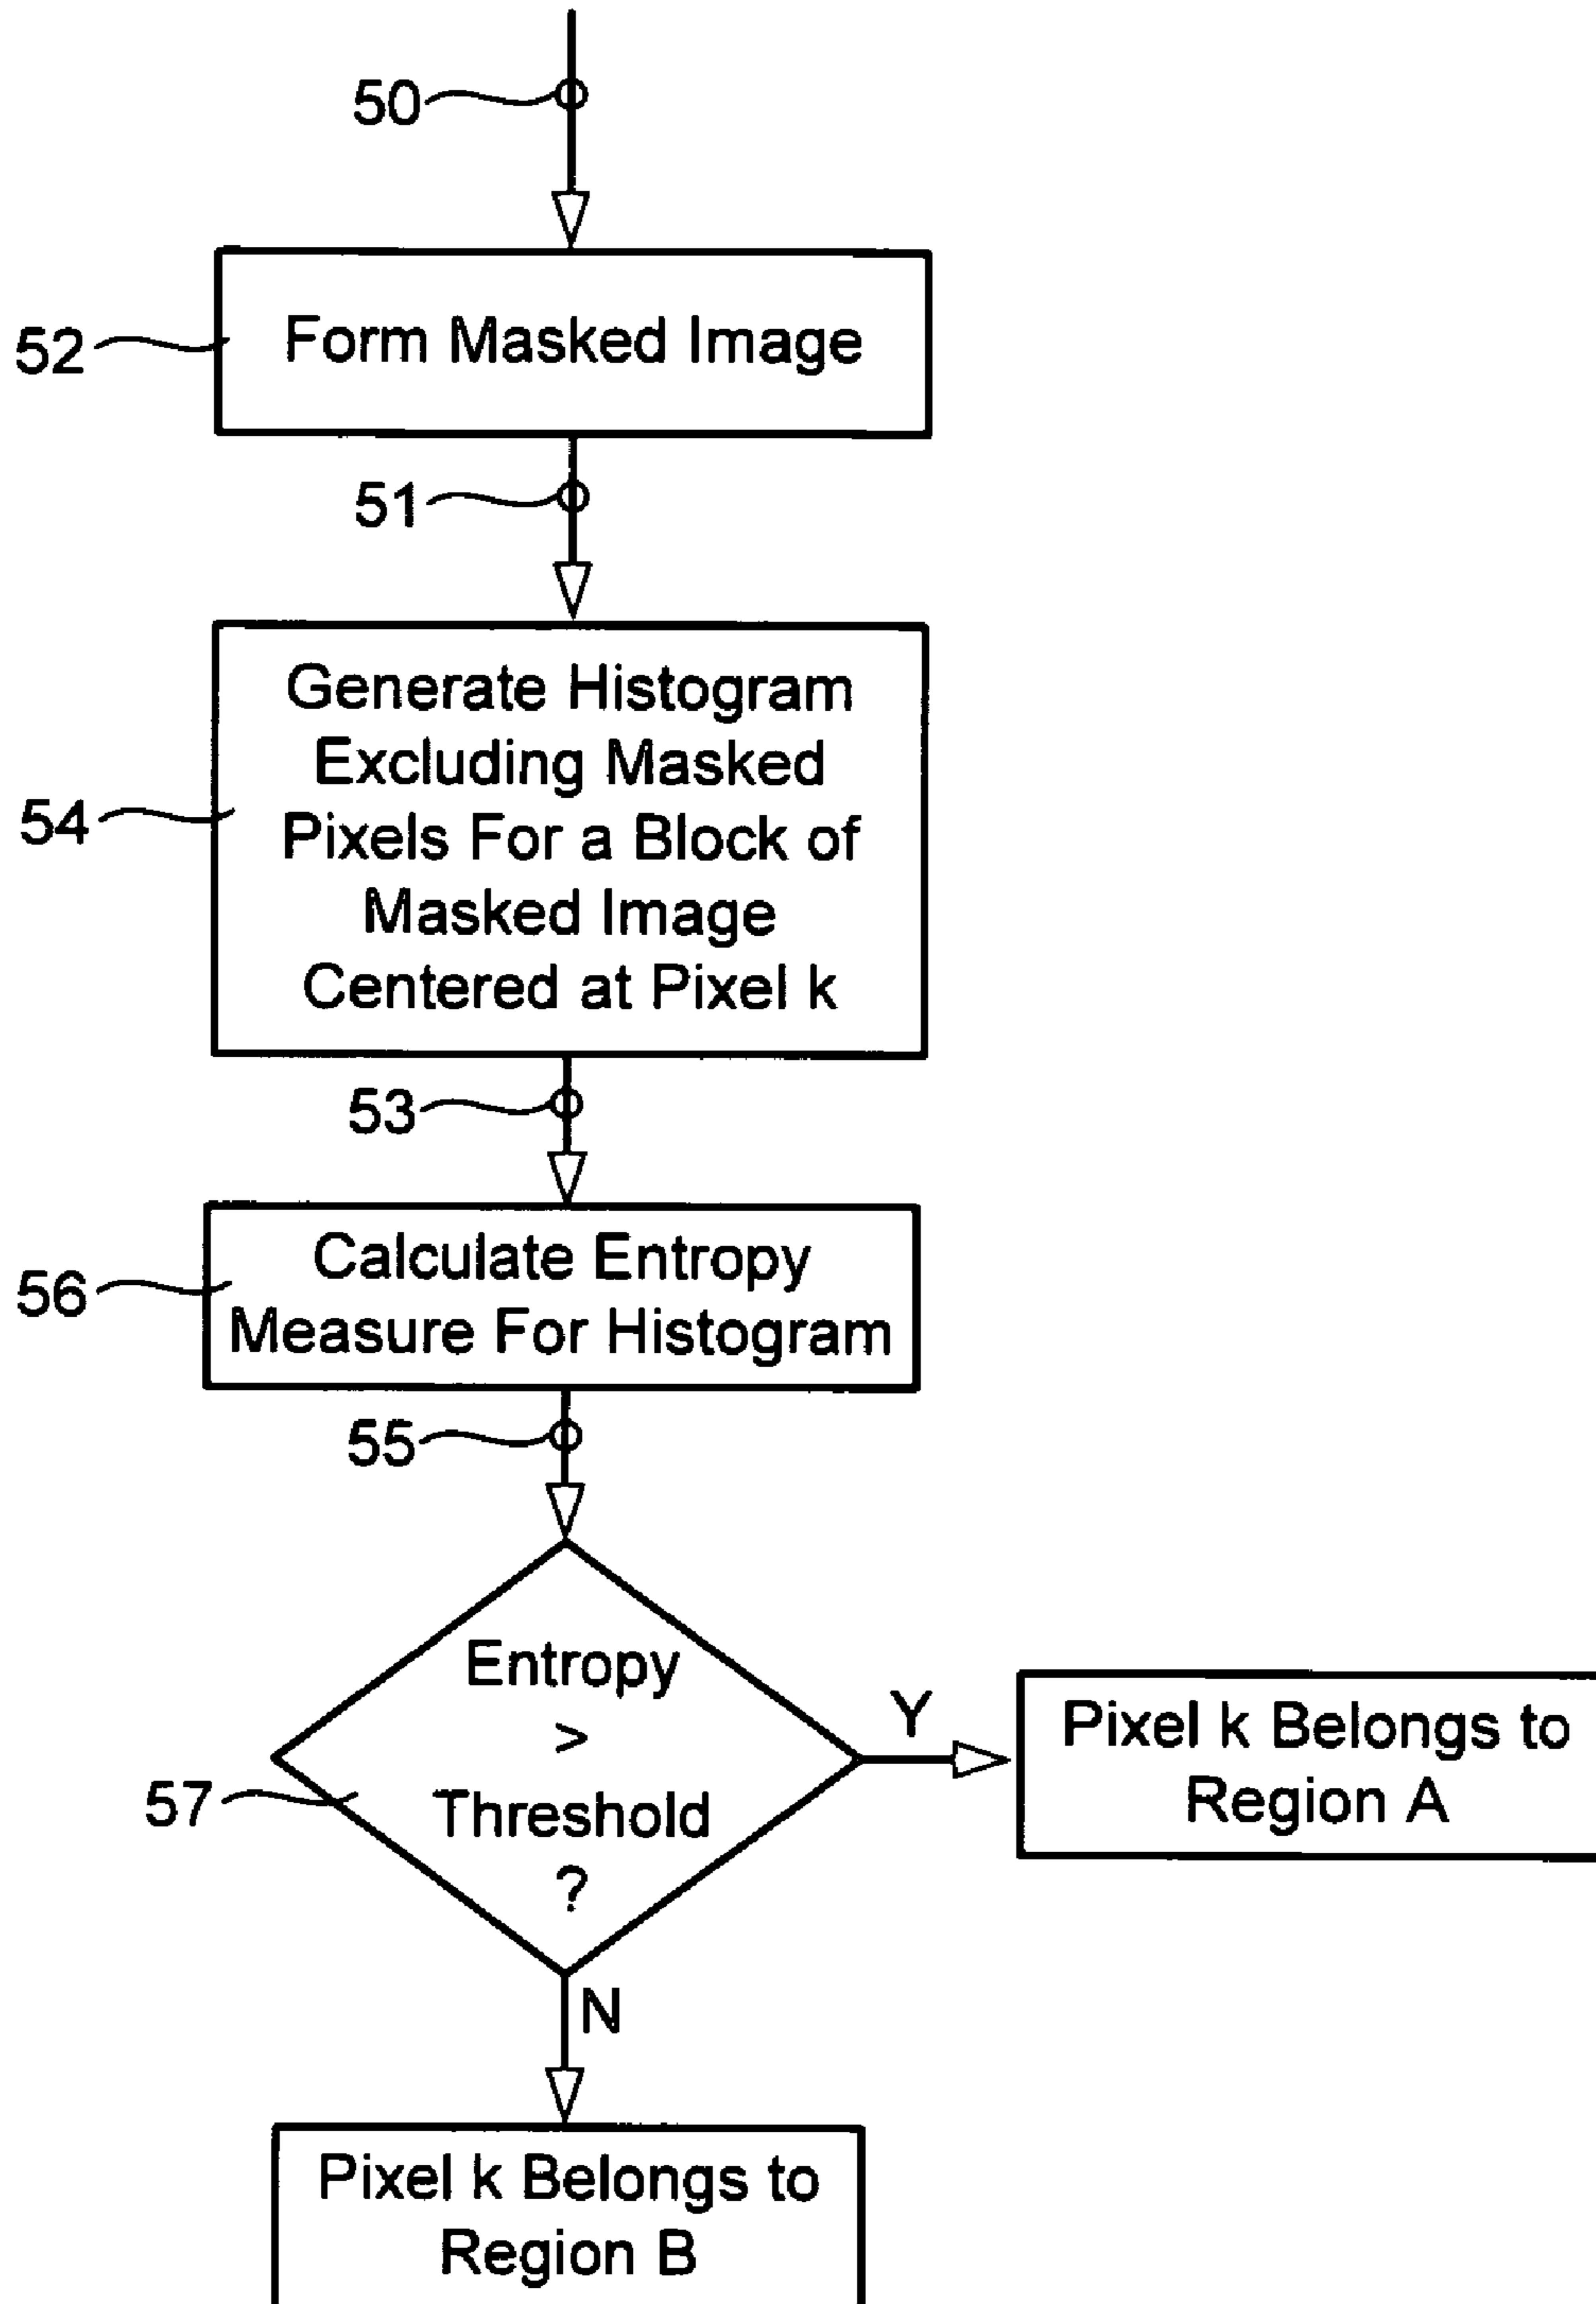 50
52
Form Masked Image
51
54
Generate Histogram
Excluding Masked
Pixels For a Block of
Masked Image
Centered at Pixel k
53
56
Calculate Entropy
Measure For Histogram
55
57
Entropy
>
Threshold
?
Y
Pixel k Belongs to
Region A
N
Pixel k Belongs to
Region B